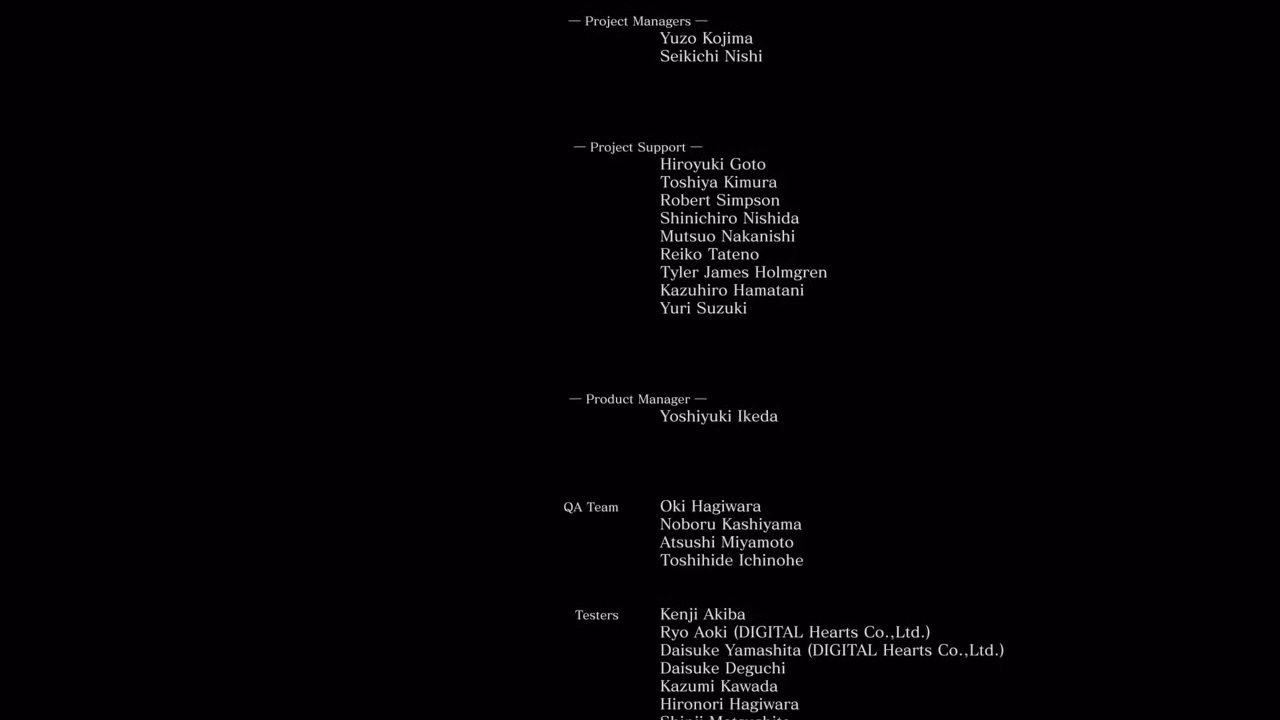 — Project Managers —
Yuzo Kojima
Seikichi Nishi
— Project Support —
Hiroyuki Goto
Toshiya Kimura
Robert Simpson
Shinichiro Nishida
Mutsuo Nakanishi
Reiko Tateno
Tyler James Holmgren
Kazuhiro Hamatani
Yuri Suzuki
— Product Manager —
Yoshiyuki Ikeda
QA Team Oki Hagiwara
Noboru Kashiyama
Atsushi Miyamoto
Toshihide Ichinohe
Testers Kenji Akiba
Ryo Aoki (DIGITAL Hearts Co.,Ltd.)
Daisuke Yamashita (DIGITAL Hearts Co.,Ltd.)
Daisuke Deguchi
Kazumi Kawada
Hironori Hagiwara